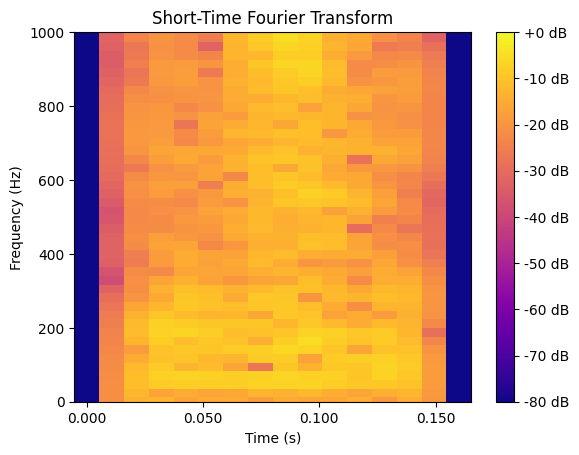 Short-Time Fourier Transform
1000
800
600
400
200
0
Frequency (Hz)
0.000
0.050
0.100
0.150
Time (s)
+0 dB
-10 dB
-20 dB
-30 dB
-40 dB
-50 dB
-60 dB
-70 dB
-80 dB